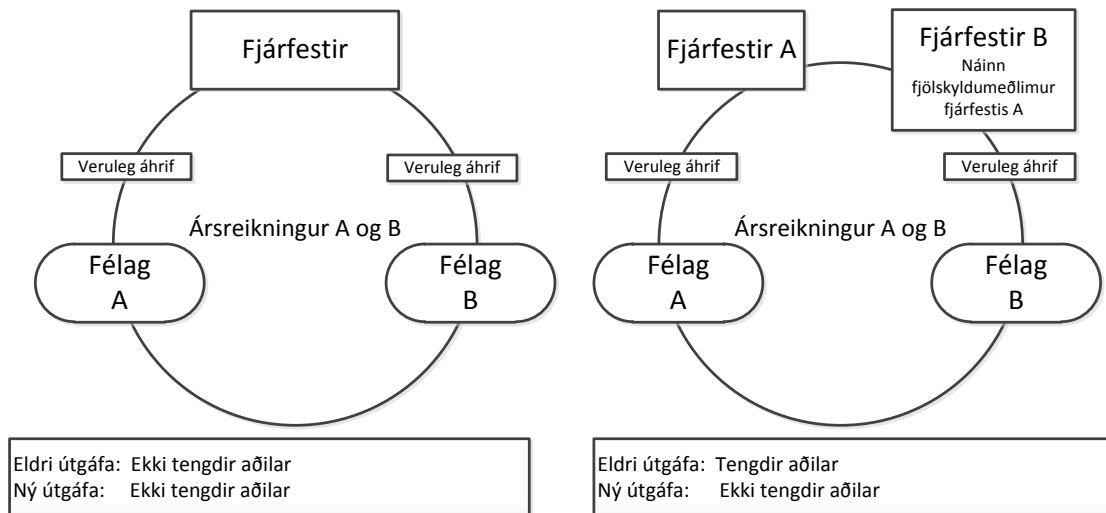 Fjárfestir
Veruleg áhrif
Veruleg áhrif
Ársreikningur A og B
Félag
A
Félag
B
Eldri útgáfa: Ekki tengdir aðilar
Ný útgáfa: Ekki tengdir aðilar
Fjárfestir A
Fjárfestir B
Náinn
fjölskyldumeðlimur
fjárfestis A
Veruleg áhrif
Veruleg áhrif
Ársreikningur A og B
Félag
A
Félag
B
Eldri útgáfa: Tengdir aðilar
Ný útgáfa: Ekki tengdir aðilar